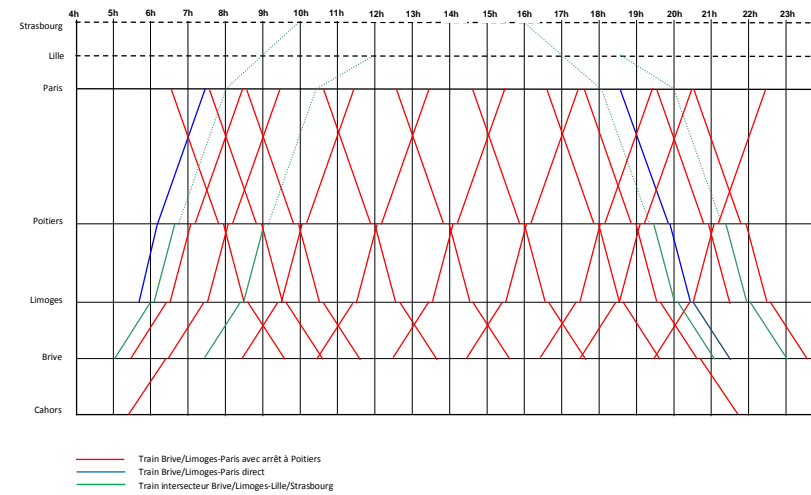 4h 5h 6h 7h 8h 9h 10h 11h 12h 13h 14h 15h 16h 17h 18h 19h 20h 21h 22h 23h
Strasbourg
Lille
Paris
Poitiers
Limoges
Brive
Cahors
Train Brive/Limoges-Paris avec arrêt à Poitiers
Train Brive/Limoges-Paris direct
Train intersecteur Brive/Limoges-Lille/Strasbourg